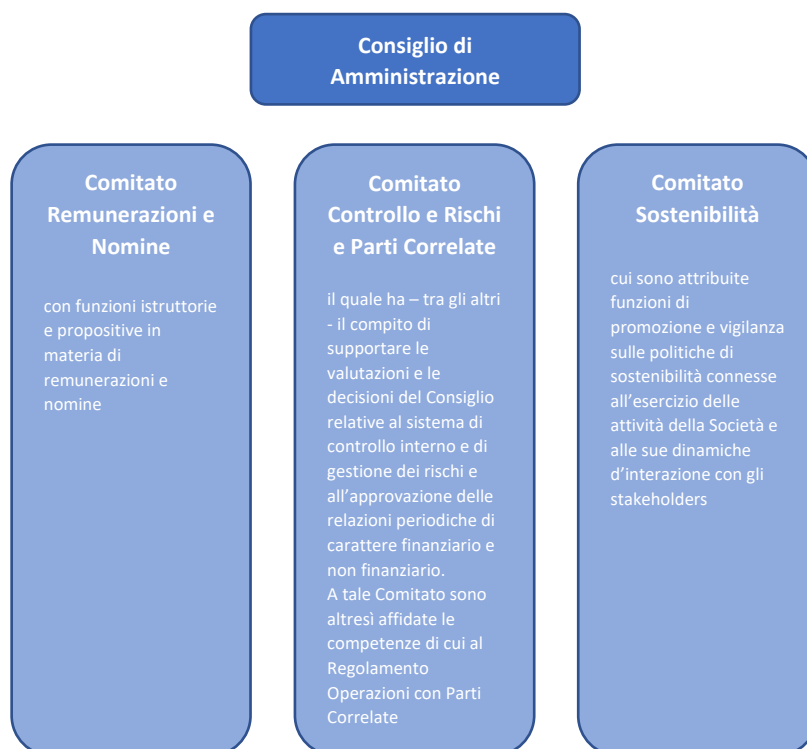 Consiglio di
Amministrazione
Comitato
Remunerazioni e
Nomine
con funzioni istruttorie
e propositive in
materia di
remunerazioni e
nomine
Comitato
Controllo e Rischi
e Parti Correlate
il quale ha – tra gli altri
- il compito di
supportare le
valutazioni e le
decisioni del Consiglio
relative al sistema di
controllo interno e di
gestione dei rischi e
all’approvazione delle
relazioni periodiche di
carattere finanziario e
non finanziario.
A tale Comitato sono
altresì affidate le
competenze di cui al
Regolamento
Operazioni con Parti
Correlate
Comitato
Sostenibilità
cui sono attribuite
funzioni di
promozione e vigilanza
sulle politiche di
sostenibilità connesse
all’esercizio delle
attività della Società e
alle sue dinamiche
d’interazione con gli
stakeholders